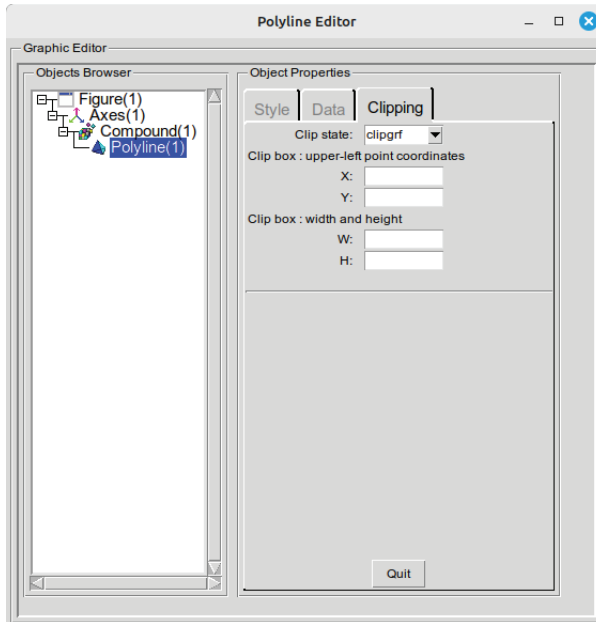 Polyline Editor
Graphic Editor
Objects Browser
Figure(1)
Axes(1)
Compound(1)
Polyline(1)
Object Properties
Style Data Clipping
Clip state: clipgrf
Clip box : upper-left point coordinates
X:
Y:
Clip box : width and height
W:
H:
Quit